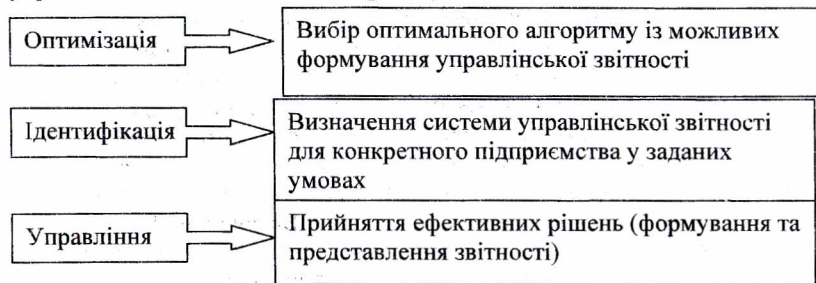 Оптимізація
Вибір оптимального алгоритму із можливих
формування управлінської звітності
Ідентифікація
Визначення системи управлінської звітності
для конкретного підприємства у заданих
умовах
Управління
Прийняття ефективних рішень (формування та
представлення звітності)